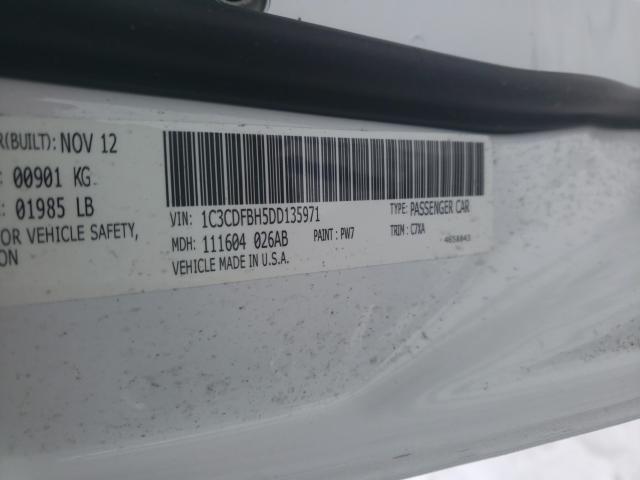 R(BUILT): NOV 12
: 00901 KG
: 01985 LB
OR VEHICLE SAFETY,
ION
VIN: 1C3CDFBH5DD135971
TYPE: PASSENGER CAR
MDH: 111604 026AB
PAINT: PW7
TRIM: C7XA
VEHICLE MADE IN U.S.A.